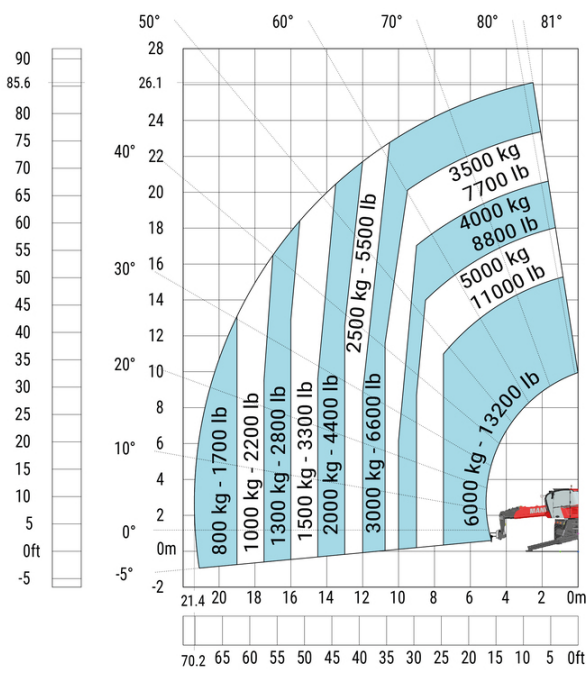 50° 60° 70° 80° 81°
90 28
85.6 26.1
80 24
75 40° 22
70
65 20
60 18
55
50 30° 16
45 14
40
35 12
30 20° 10
25 8
20
15 10° 6
10 4
5 0° 2
0ft 0m
-5 -5° -2
3500 kg
7700 lb
4000 kg
8800 lb
5000 kg
11000 lb
6000 kg - 13200 lb
2500 kg - 5500 lb
800 kg - 1700 lb
1000 kg - 2200 lb
1300 kg - 2800 lb
1500 kg - 3300 lb
2000 kg - 4400 lb
3000 kg - 6600 lb
21.4 20 18 16 14 12 10 8 6 4 2 0m
70.2 65 60 55 50 45 40 35 30 25 20 15 10 5 0ft